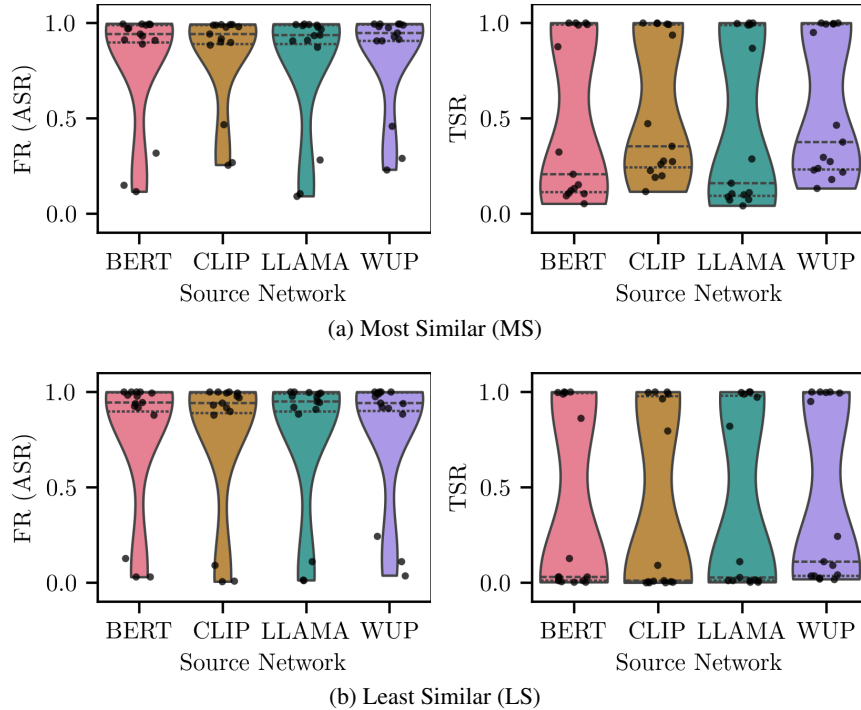 FR (ASR)
1.0
0.5
0.0
BERT CLIP LLAMA WUP
Source Network
TSR
1.0
0.5
0.0
BERT CLIP LLAMA WUP
Source Network
(a) Most Similar (MS)
FR (ASR)
1.0
0.5
0.0
BERT CLIP LLAMA WUP
Source Network
TSR
1.0
0.5
0.0
BERT CLIP LLAMA WUP
Source Network
(b) Least Similar (LS)